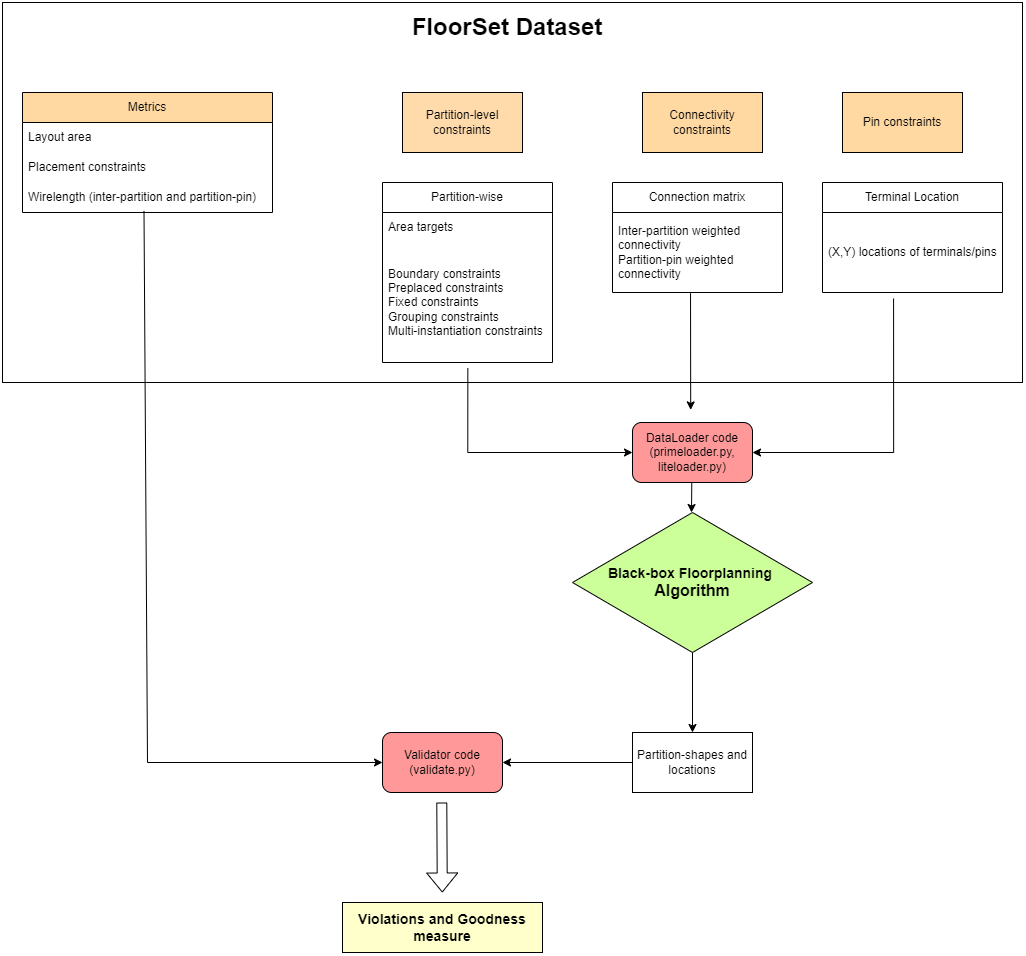 FloorSet Dataset
Metrics
Layout area
Placement constraints
Wirelength (inter-partition and partition-pin)
Partition-level
constraints
Partition-wise
Area targets
Boundary constraints
Preplaced constraints
Fixed constraints
Grouping constraints
Multi-instantiation constraints
Connectivity
constraints
Connection matrix
Inter-partition weighted
connectivity
Partition-pin weighted
connectivity
Pin constraints
Terminal Location
(X,Y) locations of terminals/pins
DataLoader code
(primeloader.py,
liteloader.py)
Black-box Floorplanning
Algorithm
Partition-shapes and
locations
Validator code
(validate.py)
Violations and Goodness
measure